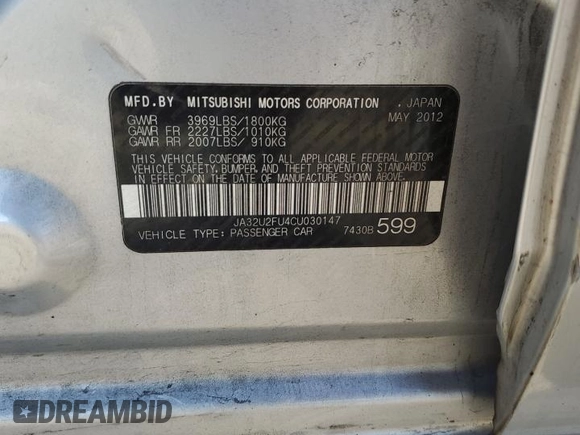 MFD.BY MITSUBISHI MOTORS CORPORATION . JAPAN
GVWR 3969LBS/1800KG MAY 2012
GAWR FR 2227LBS/1010KG
GAWR RR 2007LBS/ 910KG
THIS VEHICLE CONFORMS TO ALL APPLICABLE FEDERAL MOTOR
VEHICLE SAFETY, BUMPER, AND THEFT PREVENTION STANDARDS
IN EFFECT ON THE DATE OF MANUFACTURE SHOWN ABOVE.
JA32U2FU4CU030147
VEHICLE TYPE: PASSENGER CAR 7430B 599
DREAMBID